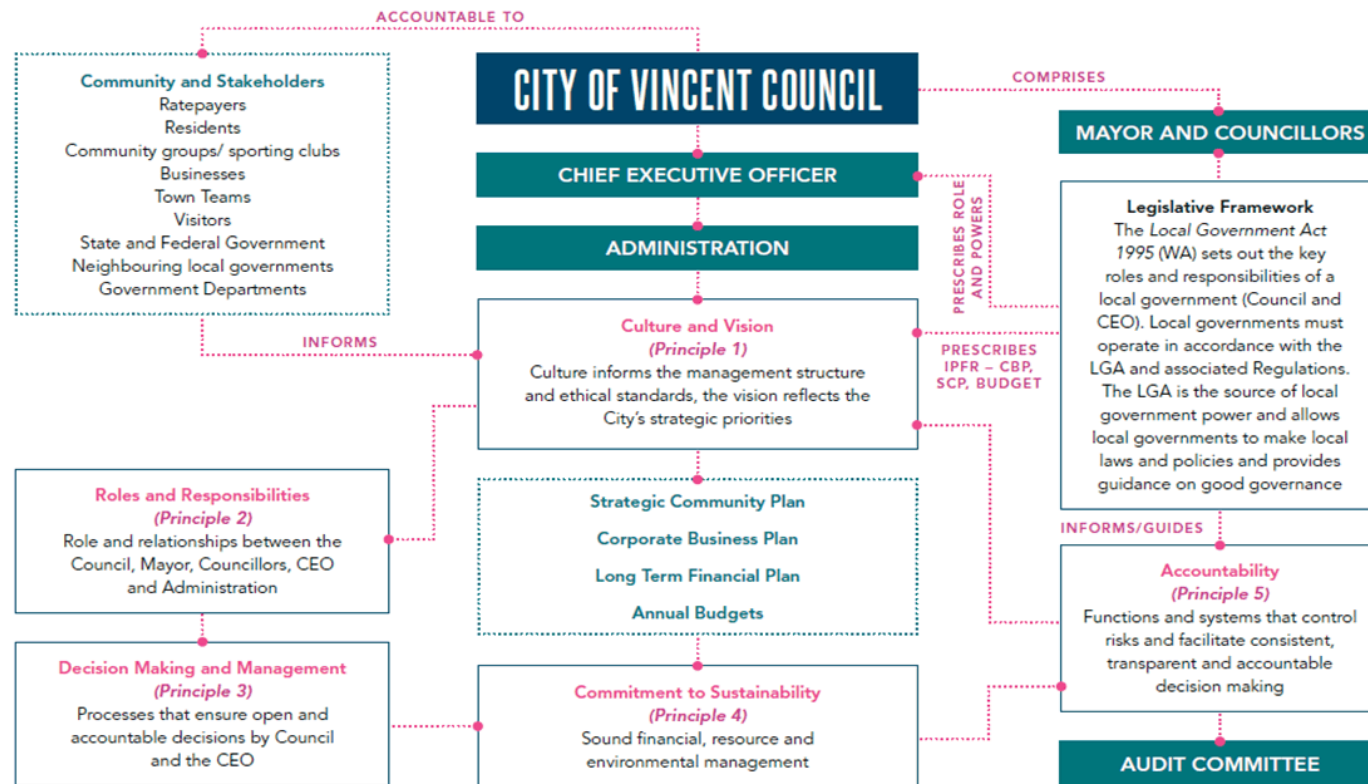 ACCOUNTABLE TO
Community and Stakeholders
Ratepayers
Residents
Community groups/ sporting clubs
Businesses
Town Teams
Visitors
State and Federal Government
Neighbouring local governments
Government Departments
CITY OF VINCENT COUNCIL
COMPRISES
MAYOR AND COUNCILLORS
CHIEF EXECUTIVE OFFICER
PRESCRIBES ROLE
AND POWERS
ADMINISTRATION
Legislative Framework
The Local Government Act
1995 (WA) sets out the key
roles and responsibilities of a
local government (Council and
CEO). Local governments must
operate in accordance with the
LGA and associated Regulations.
The LGA is the source of local
government power and allows
local governments to make local
laws and policies and provides
guidance on good governance
INFORMS
Culture and Vision
(Principle 1)
Culture informs the management structure
and ethical standards, the vision reflects the
City's strategic priorities
PRESCRIBES
IPFR – CBP,
SCP, BUDGET
Roles and Responsibilities
(Principle 2)
Role and relationships between the
Council, Mayor, Councillors, CEO
and Administration
Strategic Community Plan
Corporate Business Plan
Long Term Financial Plan
Annual Budgets
INFORMS/GUIDES
Accountability
(Principle 5)
Functions and systems that control
risks and facilitate consistent,
transparent and accountable
decision making
Decision Making and Management
(Principle 3)
Processes that ensure open and
accountable decisions by Council
and the CEO
Commitment to Sustainability
(Principle 4)
Sound financial, resource and
environmental management
AUDIT COMMITTEE